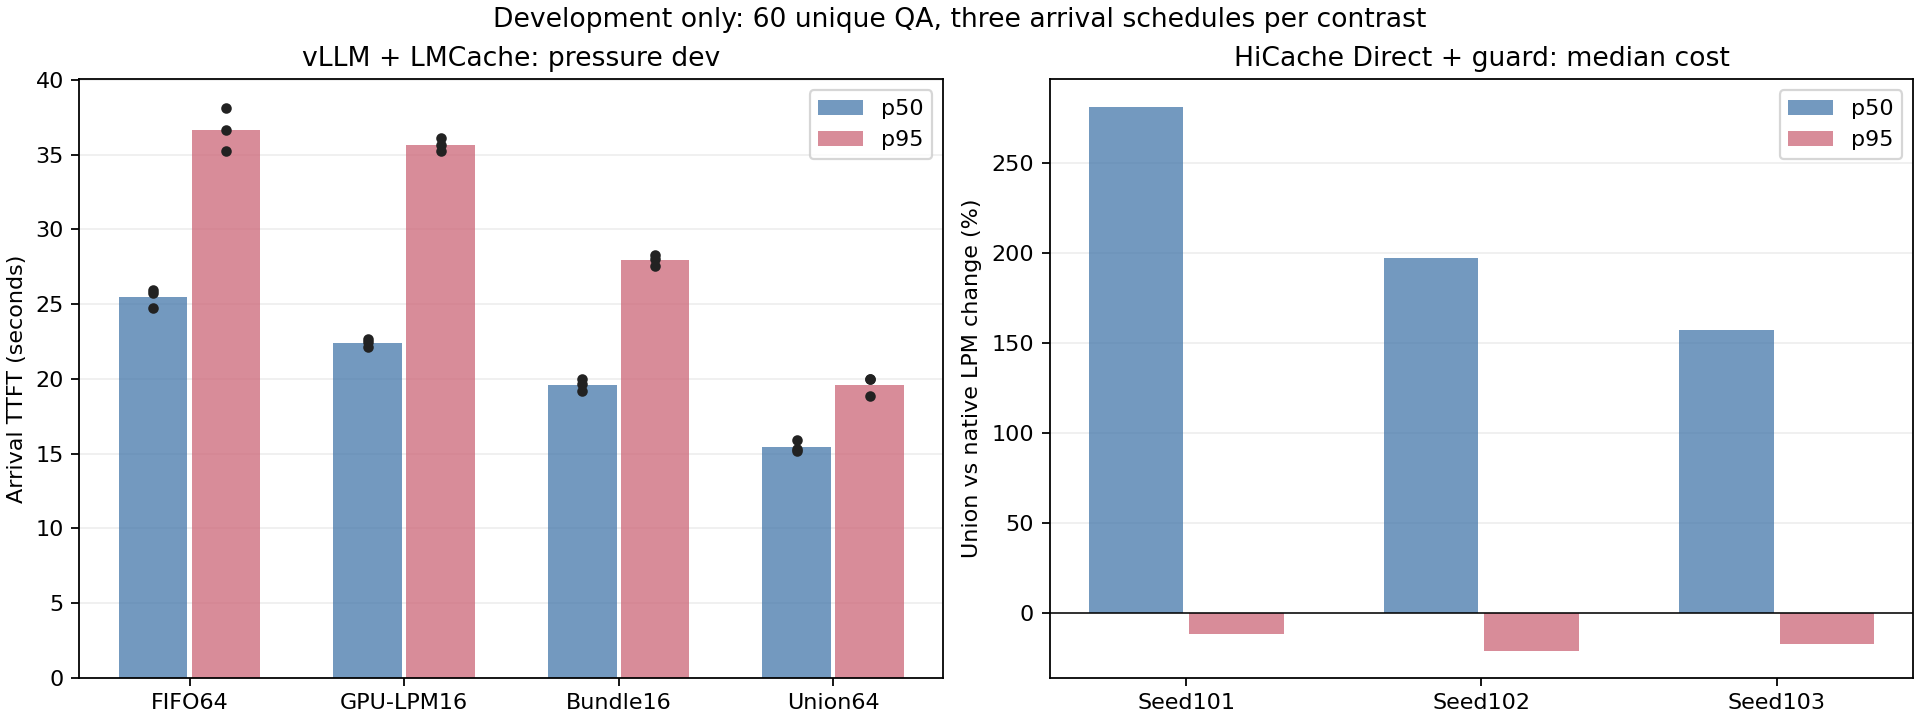 Development only: 60 unique QA, three arrival schedules per contrast
vLLM + LMCache: pressure dev
Arrival TTFT (seconds)
40
35
30
25
20
15
10
5
0
p50
p95
FIFO64
GPU-LPM16
Bundle16
Union64
HiCache Direct + guard: median cost
Union vs native LPM change (%)
250
200
150
100
50
0
p50
p95
Seed101
Seed102
Seed103